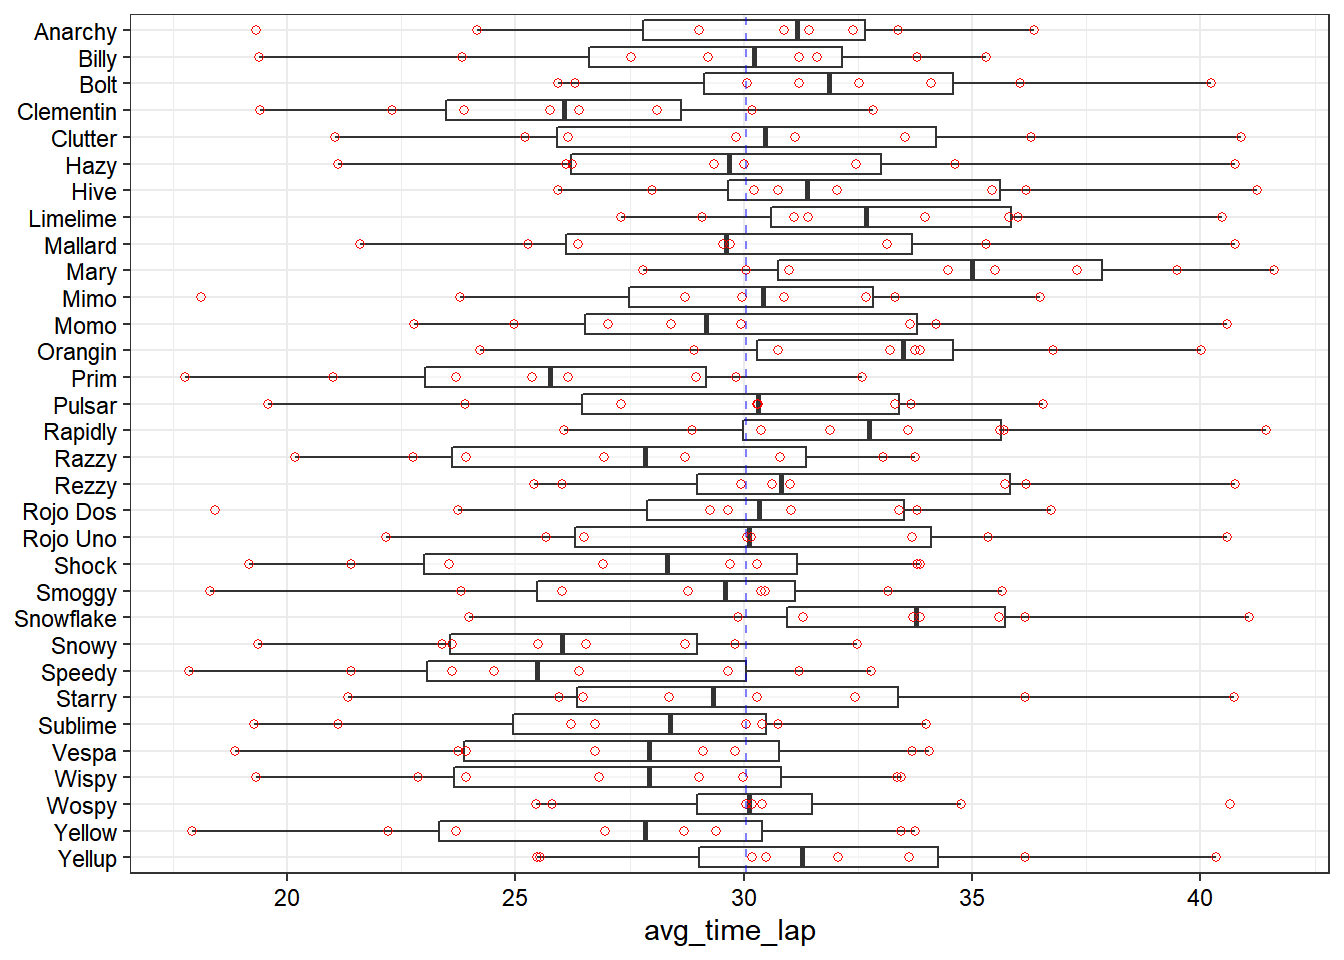 Anarchy
Billy
Bolt
Clementin
Clutter
Hazy
Hive
Limelime
Mallard
Mary
Mimo
Momo
Orangin
Prim
Pulsar
Rapidly
Razzy
Rezzy
Rojo Dos
Rojo Uno
Shock
Smoggy
Snowflake
Snowy
Speedy
Starry
Sublime
Vespa
Wispy
Wospy
Yellow
Yellup
20 25 30 35 40
avg_time_lap